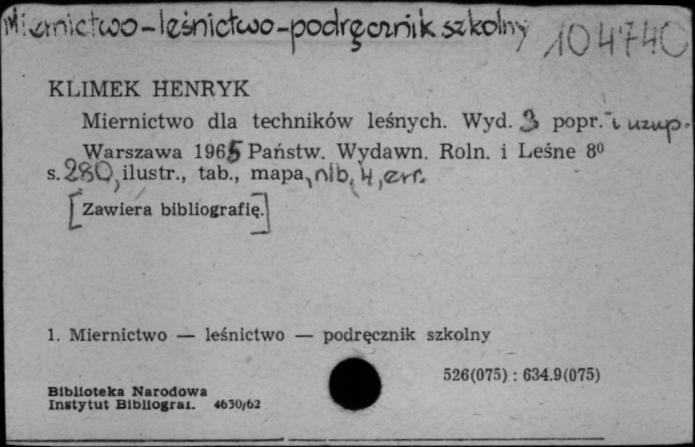 Miernictwo-leśnictwo-podręcznik szkolny 104740
KLIMEK HENRYK
Miernictwo dla techników leśnych. Wyd. 3 popr. i uzup.
Warszawa 1965 Państw. Wydawn. Roln. i Leśne 8⁰
s. 280, ilustr., tab., mapa, nlb. 4, err.
[Zawiera bibliografię.]
1. Miernictwo — leśnictwo — podręcznik szkolny
526(075) : 634.9(075)
Biblioteka Narodowa
Instytut Bibliograf. 4630/62